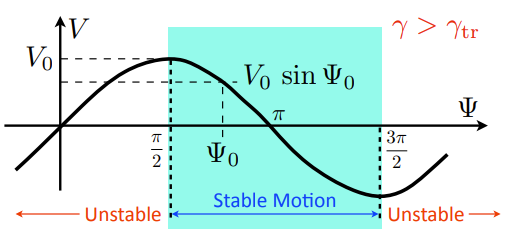 V
γ > γtr
V0
V0 sin Ψ0
Ψ
π
π/2
Ψ0
3π/2
Stable Motion
Unstable
Unstable